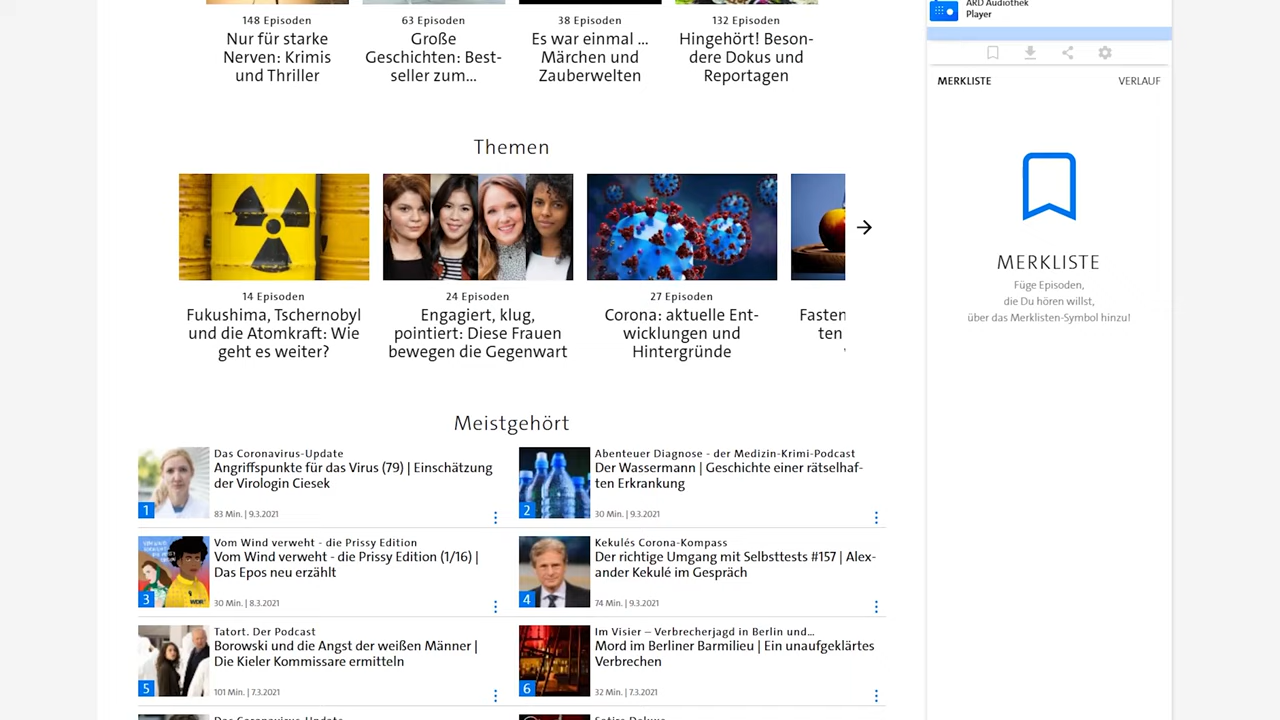 148 Episoden
Nur für starke
Nerven: Krimis
und Thriller
63 Episoden
Große
Geschichten: Best-
seller zum...
38 Episoden
Es war einmal ...
Märchen und
Zauberwelten
132 Episoden
Hingehört! Beson-
dere Dokus und
Reportagen
Themen
14 Episoden
Fukushima, Tschernobyl
und die Atomkraft: Wie
geht es weiter?
24 Episoden
Engagiert, klug,
pointiert: Diese Frauen
bewegen die Gegenwart
27 Episoden
Corona: aktuelle Ent-
wicklungen und
Hintergründe
Fasten
ten
Meistgehört
1
Das Coronavirus-Update
Angriffspunkte für das Virus (79) | Einschätzung
der Virologin Ciesek
83 Min. | 9.3.2021
2
Abenteuer Diagnose - der Medizin-Krimi-Podcast
Der Wassermann | Geschichte einer rätselhaf-
ten Erkrankung
30 Min. | 9.3.2021
3
WDR
Vom Wind verweht - die Prissy Edition
Vom Wind verweht - die Prissy Edition (1/16) |
Das Epos neu erzählt
30 Min. | 8.3.2021
4
Kekulés Corona-Kompass
Der richtige Umgang mit Selbsttests #157 | Alex-
ander Kekulé im Gespräch
74 Min. | 9.3.2021
5
Tatort. Der Podcast
Borowski und die Angst der weißen Männer |
Die Kieler Kommissare ermitteln
101 Min. | 7.3.2021
6
Im Visier – Verbrecherjagd in Berlin und...
Mord im Berliner Barmilieu | Ein unaufgeklärtes
Verbrechen
32 Min. | 7.3.2021
Das Coronavirus-Update
Satire Deluxe
ARD Audiothek
Player
MERKLISTE
VERLAUF
MERKLISTE
Füge Episoden,
die Du hören willst,
über das Merklisten-Symbol hinzu!